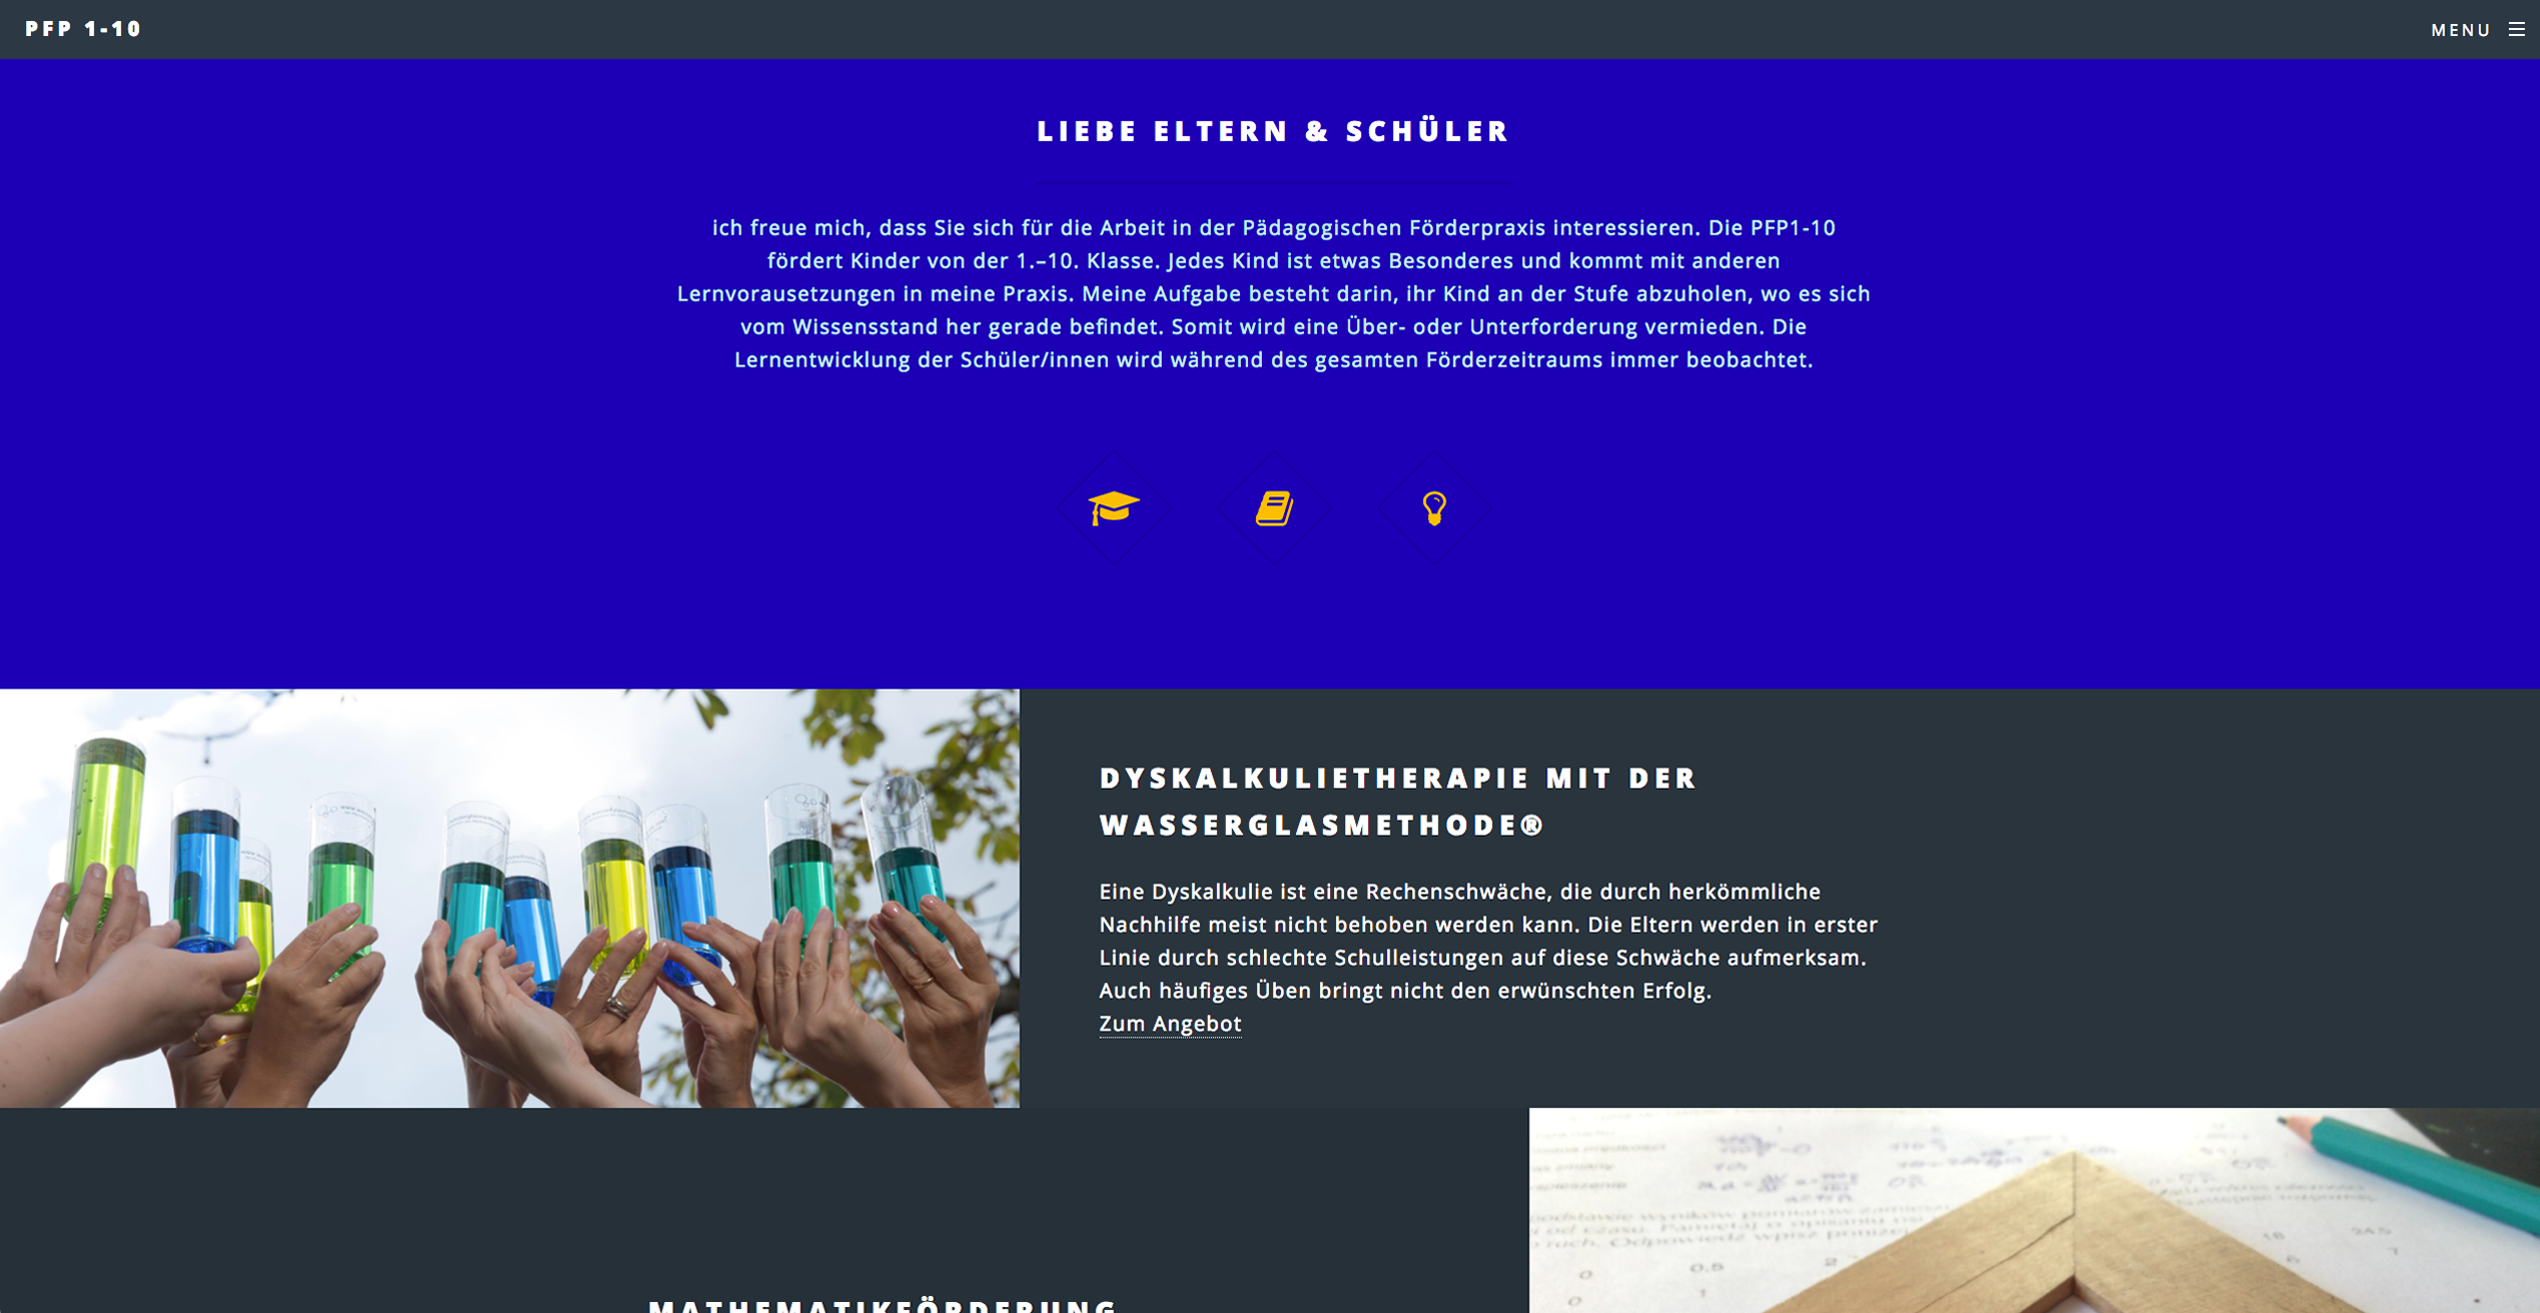 PFP 1-10
MENU
LIEBE ELTERN & SCHÜLER
ich freue mich, dass Sie sich für die Arbeit in der Pädagogischen Förderpraxis interessieren. Die PFP1-10
fördert Kinder von der 1.–10. Klasse. Jedes Kind ist etwas Besonderes und kommt mit anderen
Lernvorausetzungen in meine Praxis. Meine Aufgabe besteht darin, ihr Kind an der Stufe abzuholen, wo es sich
vom Wissensstand her gerade befindet. Somit wird eine Über- oder Unterforderung vermieden. Die
Lernentwicklung der Schüler/innen wird während des gesamten Förderzeitraums immer beobachtet.
DYSKALKULIETHERAPIE MIT DER
WASSERGLASMETHODE®
Eine Dyskalkulie ist eine Rechenschwäche, die durch herkömmliche
Nachhilfe meist nicht behoben werden kann. Die Eltern werden in erster
Linie durch schlechte Schulleistungen auf diese Schwäche aufmerksam.
Auch häufiges Üben bringt nicht den erwünschten Erfolg.
Zum Angebot
MATHEMATIKFÖRDERUNG